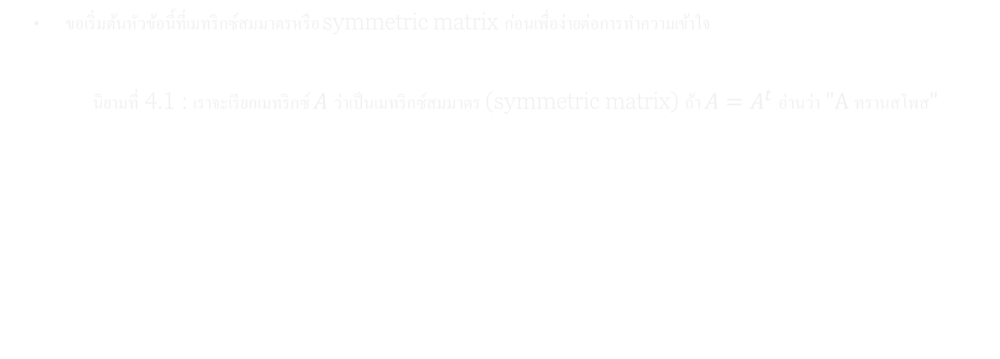 • ขอเริ่มต้นหัวข้อนี้ที่เมทริกซ์สมมาตรหรือ symmetric matrix ก่อนเพื่อง่ายต่อการทำความเข้าใจ
นิยามที่ 4.1 : เราจะเรียกเมทริกซ์ A ว่าเป็นเมทริกซ์สมมาตร (symmetric matrix) ถ้า A = Aᵗ อ่านว่า "A ทรานสโพส"